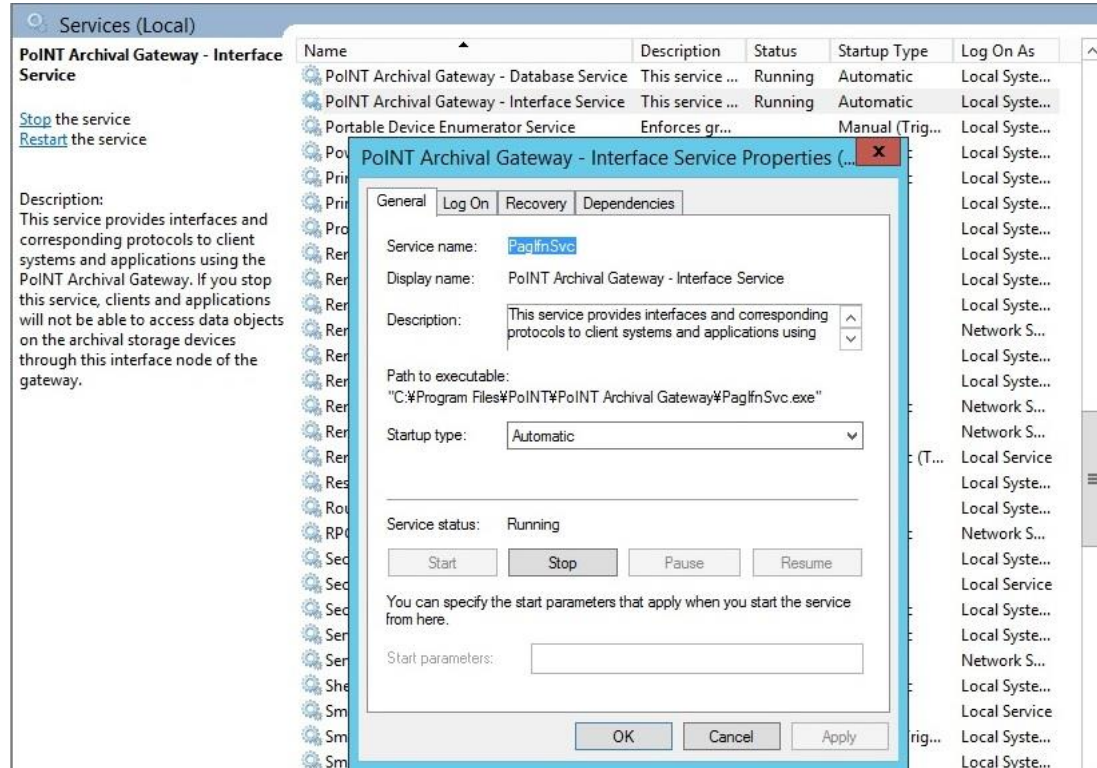 Services (Local)
PoINT Archival Gateway - Interface
Service
Stop the service
Restart the service
Description:
This service provides interfaces and
corresponding protocols to client
systems and applications using the
PoINT Archival Gateway. If you stop
this service, clients and applications
will not be able to access data objects
on the archival storage devices
through this interface node of the
gateway.
Name Description Status Startup Type Log On As
PoINT Archival Gateway - Database Service This service ... Running Automatic Local Syste...
PoINT Archival Gateway - Interface Service This service ... Running Automatic Local Syste...
Portable Device Enumerator Service Enforces gr... Manual (Trig... Local Syste...
Local Syste...
Local Syste...
Local Syste...
Local Syste...
Local Syste...
Local Syste...
Local Syste...
Network S...
Local Syste...
Local Syste...
Network S...
Network S...
(T... Local Service
Local Syste...
Local Syste...
Network S...
Local Syste...
Local Service
Local Syste...
Local Syste...
Network S...
Local Syste...
Local Service
Local Syste...
Local Syste...
PoINT Archival Gateway - Interface Service Properties (...
General Log On Recovery Dependencies
Service name: PagIfnSvc
Display name: PoINT Archival Gateway - Interface Service
Description: This service provides interfaces and corresponding
protocols to client systems and applications using
Path to executable:
"C:¥Program Files¥PoINT¥PoINT Archival Gateway¥PagIfnSvc.exe"
Startup type: Automatic
Service status: Running
Start Stop Pause Resume
You can specify the start parameters that apply when you start the service
from here.
Start parameters:
OK Cancel Apply